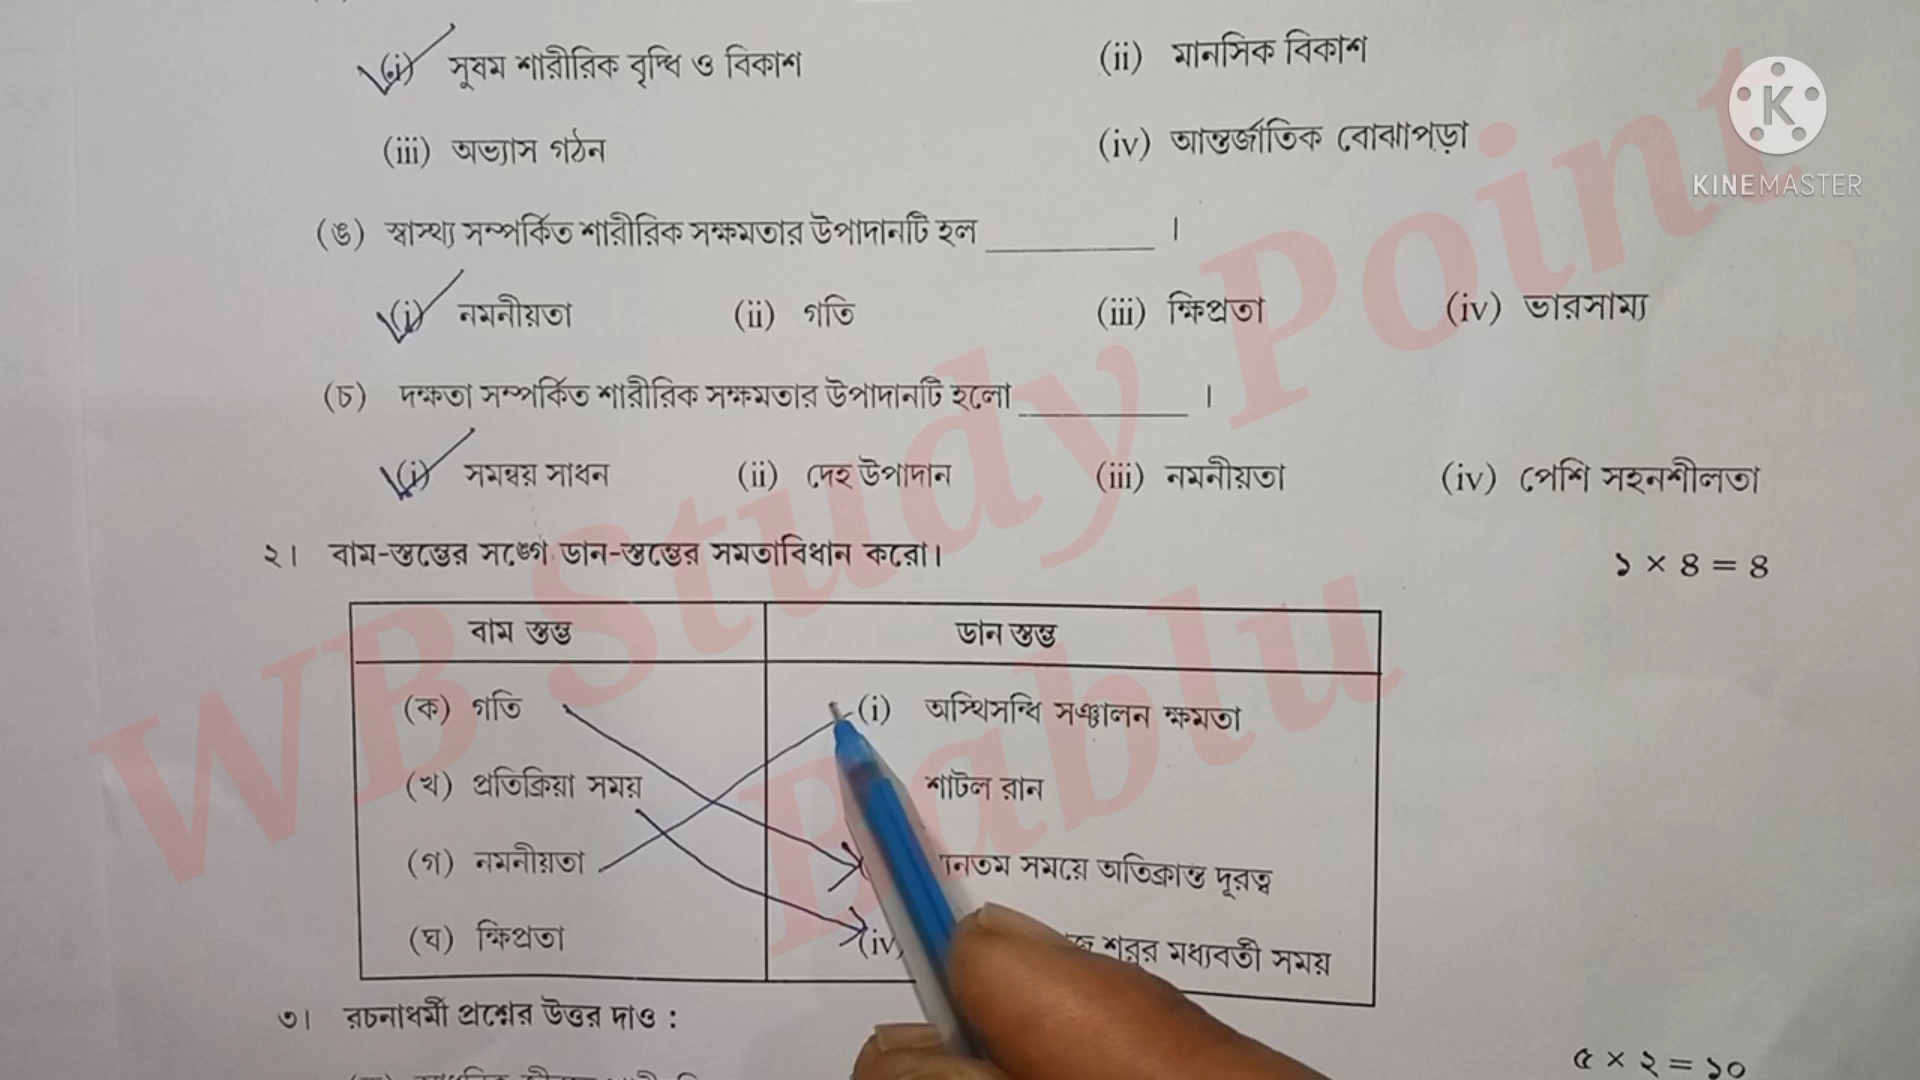 (i) সুষম শারীরিক বৃদ্ধি ও বিকাশ (ii) মানসিক বিকাশ
(iii) অভ্যাস গঠন (iv) আন্তর্জাতিক বোঝাপড়া
(ঙ) স্বাস্থ্য সম্পর্কিত শারীরিক সক্ষমতার উপাদানটি হল ________ ।
(i) নমনীয়তা (ii) গতি (iii) ক্ষিপ্রতা (iv) ভারসাম্য
(চ) দক্ষতা সম্পর্কিত শারীরিক সক্ষমতার উপাদানটি হলো ________ ।
(i) সমন্বয় সাধন (ii) দেহ উপাদান (iii) নমনীয়তা (iv) পেশি সহনশীলতা
২। বাম-স্তম্ভের সঙ্গে ডান-স্তম্ভের সমতাবিধান করো। ১ × ৪ = ৪
বাম স্তম্ভ ডান স্তম্ভ
(ক) গতি (i) অস্থিসন্ধি সঞ্চালন ক্ষমতা
(খ) প্রতিক্রিয়া সময় শাটল রান
(গ) নমনীয়তা সময়ে অতিক্রান্ত দূরত্ব
(ঘ) ক্ষিপ্রতা (iv) শুরুর মধ্যবর্তী সময়
৩। রচনাধর্মী প্রশ্নের উত্তর দাও :
৫ × ২ = ১০
WB Study Point
Bablu
K
KINEMASTER